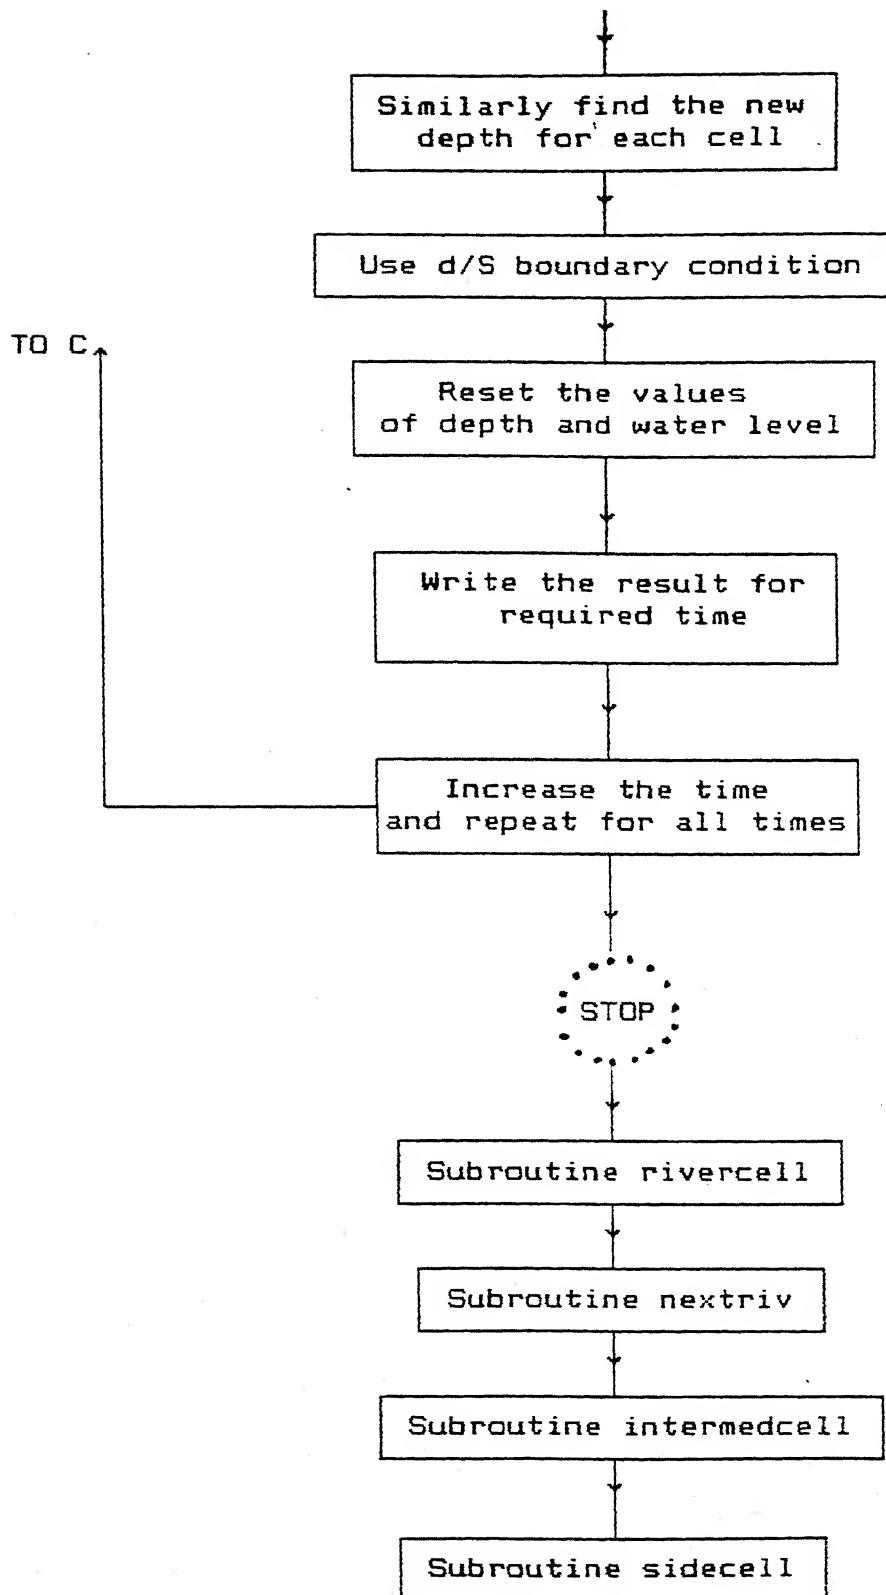 Similarly find the new
depth for each cell
Use d/S boundary condition
TO C
Reset the values
of depth and water level
Write the result for
required time
Increase the time
and repeat for all times
STOP
Subroutine rivercell
Subroutine nextriv
Subroutine intermedcell
Subroutine sidecell